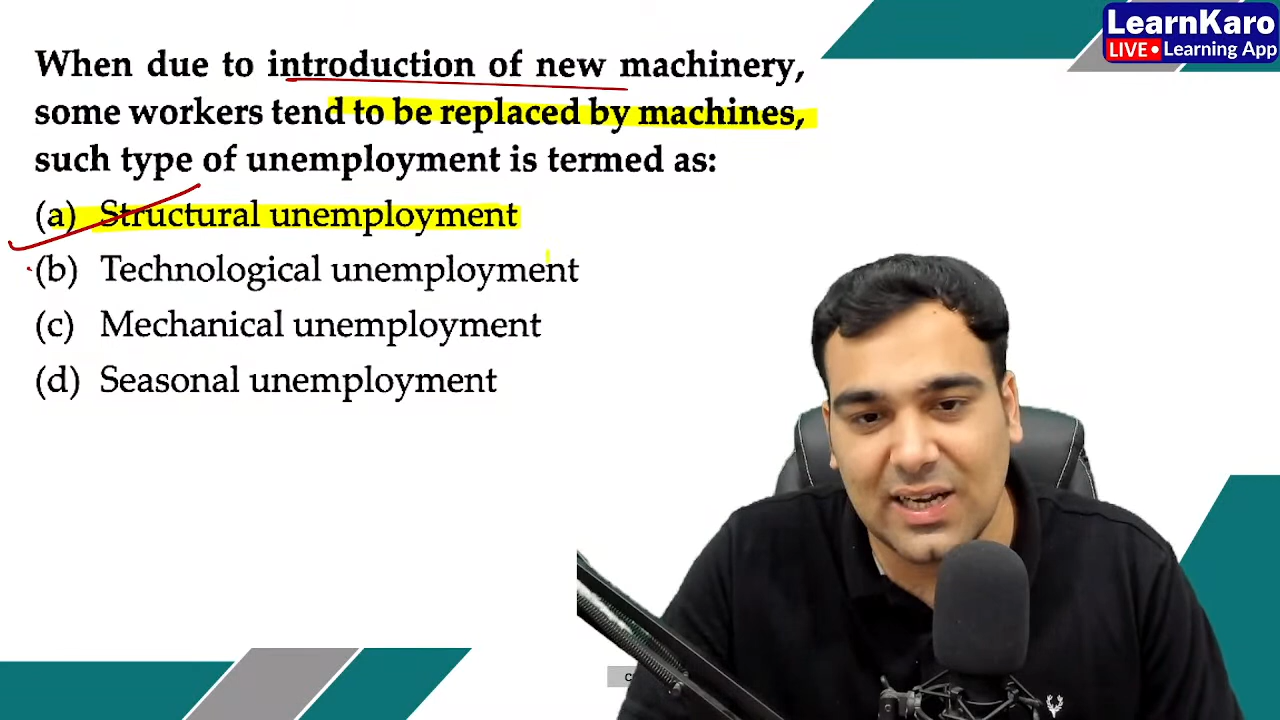 LearnKaro
LIVE • Learning App
When due to introduction of new machinery,
some workers tend to be replaced by machines,
such type of unemployment is termed as:
(a) Structural unemployment
(b) Technological unemployment
(c) Mechanical unemployment
(d) Seasonal unemployment